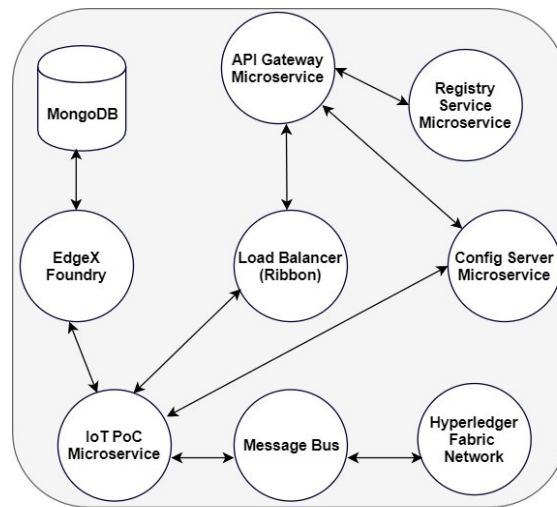 MongoDB
API Gateway
Microservice
Registry
Service
Microservice
EdgeX
Foundry
Load Balancer
(Ribbon)
Config Server
Microservice
IoT PoC
Microservice
Message Bus
Hyperledger
Fabric
Network